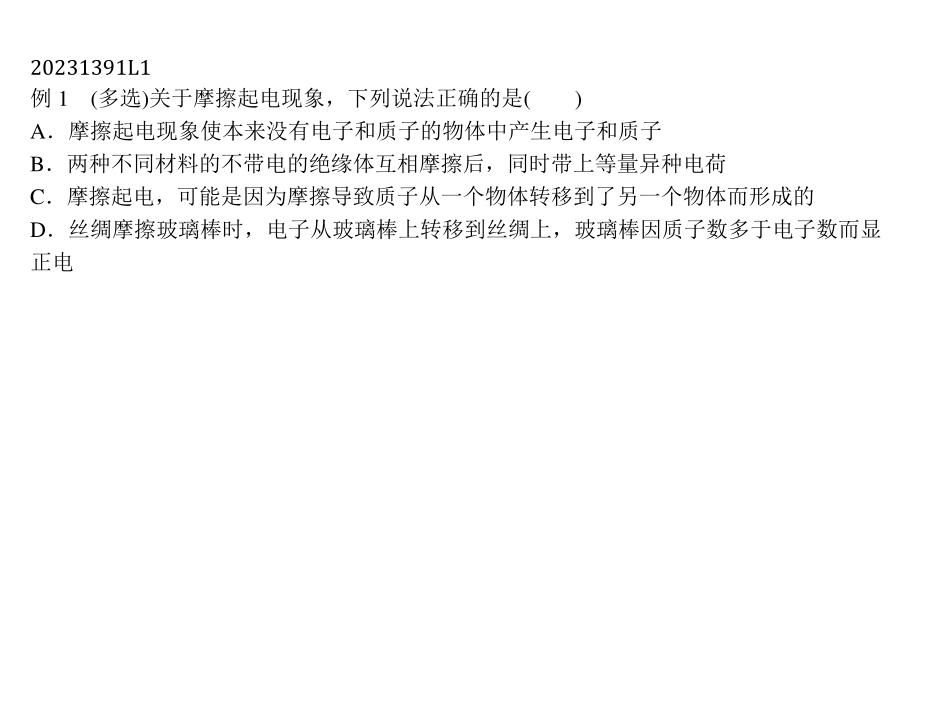 20231391L1
例 1　(多选)关于摩擦起电现象，下列说法正确的是(　　)
A．摩擦起电现象使本来没有电子和质子的物体中产生电子和质子
B．两种不同材料的不带电的绝缘体互相摩擦后，同时带上等量异种电荷
C．摩擦起电，可能是因为摩擦导致质子从一个物体转移到了另一个物体而形成的
D．丝绸摩擦玻璃棒时，电子从玻璃棒上转移到丝绸上，玻璃棒因质子数多于电子数而显
正电